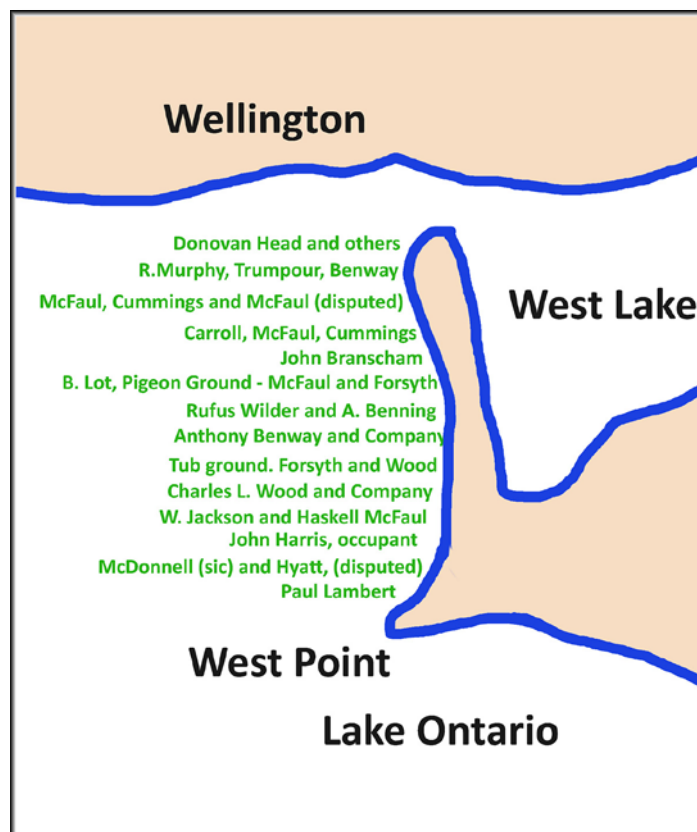 Wellington
Donovan Head and others
R.Murphy, Trumpour, Benway
McFaul, Cummings and McFaul (disputed)
West Lake
Carroll, McFaul, Cummings
John Branscham
B. Lot, Pigeon Ground - McFaul and Forsyth
Rufus Wilder and A. Benning
Anthony Benway and Company
Tub ground. Forsyth and Wood
Charles L. Wood and Company
W. Jackson and Haskell McFaul
John Harris, occupant
McDonnell (sic) and Hyatt, (disputed)
Paul Lambert
West Point
Lake Ontario